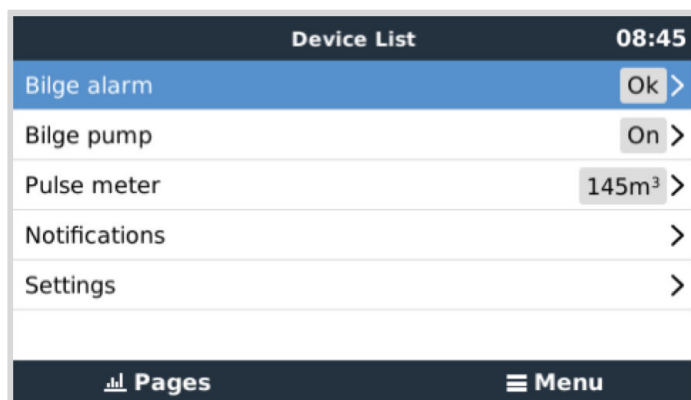 Device List 08:45
Bilge alarm Ok
Bilge pump On
Pulse meter 145m³
Notifications
Settings
Pages Menu